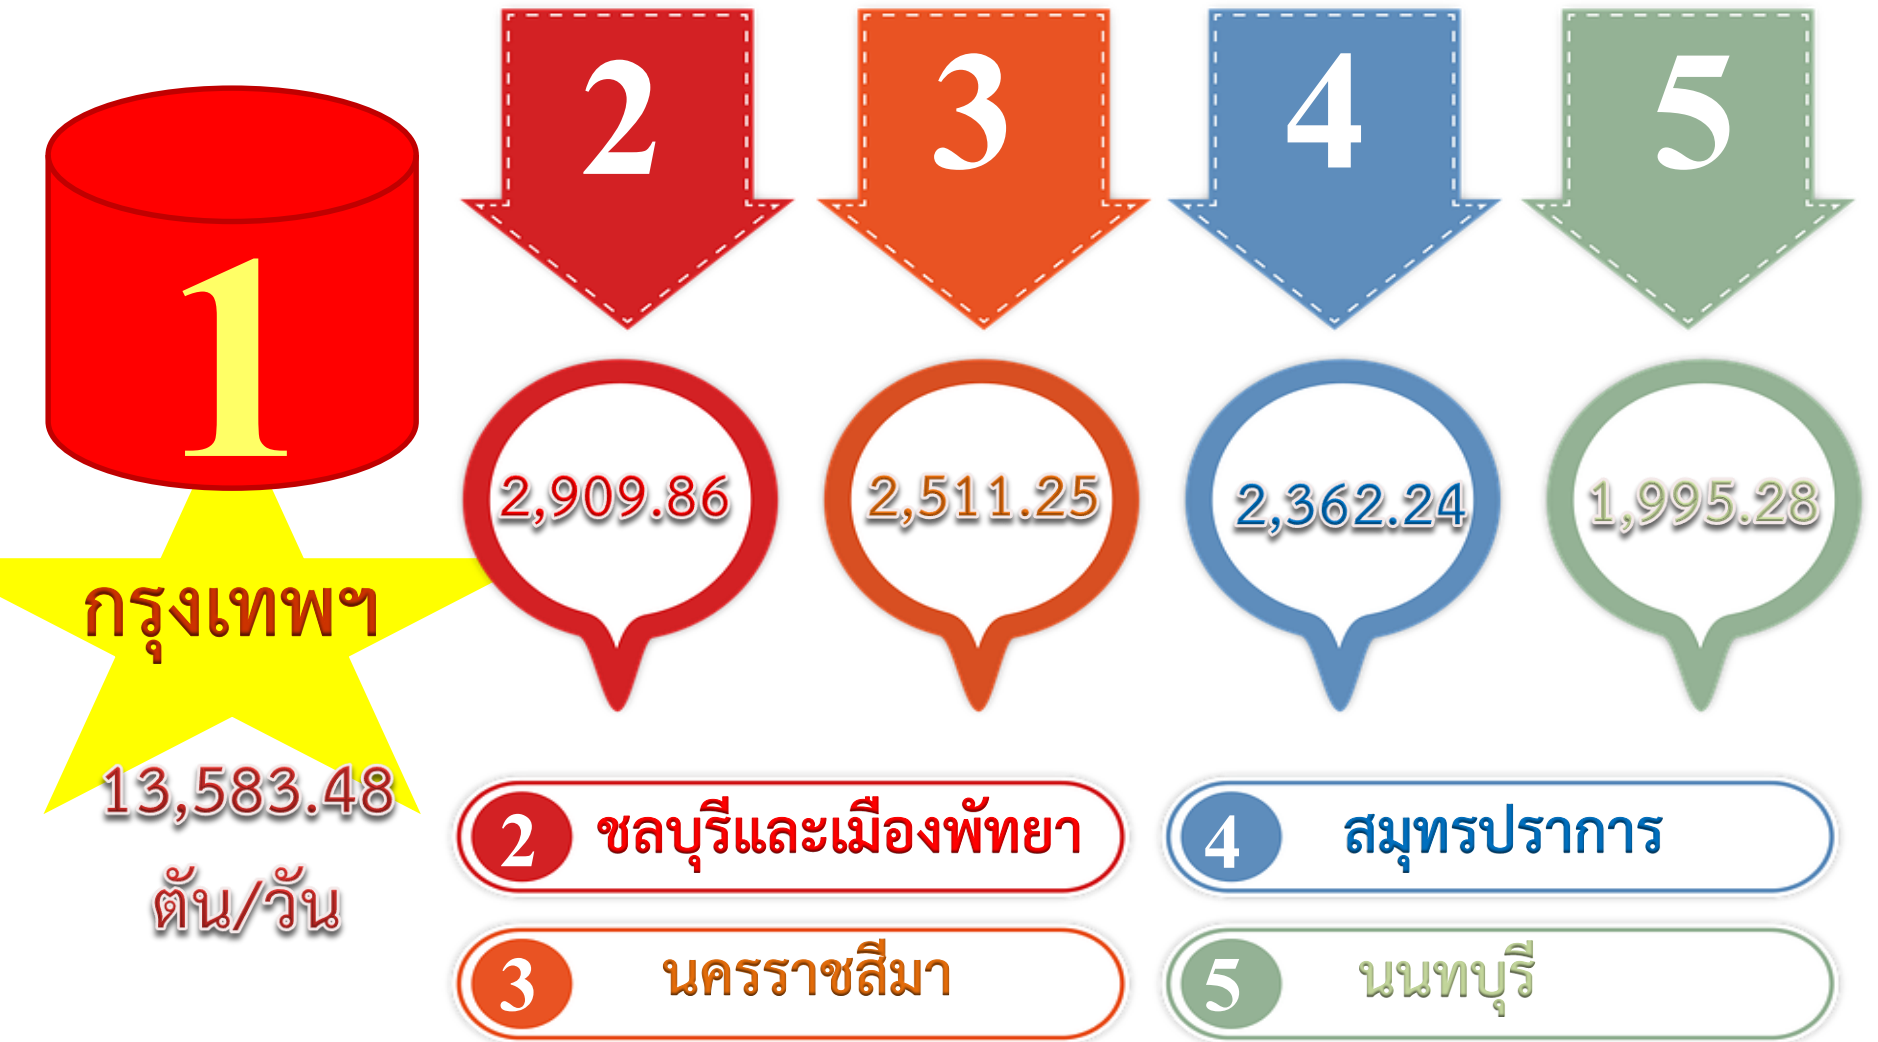 1
กรุงเทพฯ
13,583.48
ตัน/วัน
2
3
4
5
2,909.86
2,511.25
2,362.24
1,995.28
2 ชลบุรีและเมืองพัทยา
4 สมุทรปราการ
3 นครราชสีมา
5 นนทบุรี